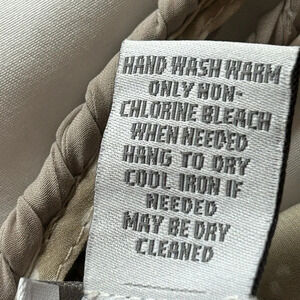 HAND WASH WARM
ONLY NON-
CHLORINE BLEACH
WHEN NEEDED
HANG TO DRY
COOL IRON IF
NEEDED
MAY BE DRY
CLEANED